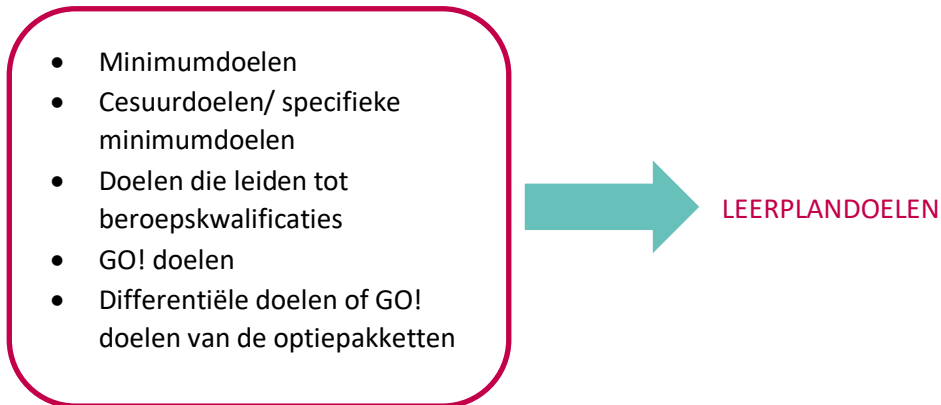 • Minimumdoelen
• Cesuurdoelen/ specifieke
minimumdoelen
• Doelen die leiden tot
beroepskwalificaties
• GO! doelen
• Differentiële doelen of GO!
doelen van de optiepakketten
LEERPLANDOELEN